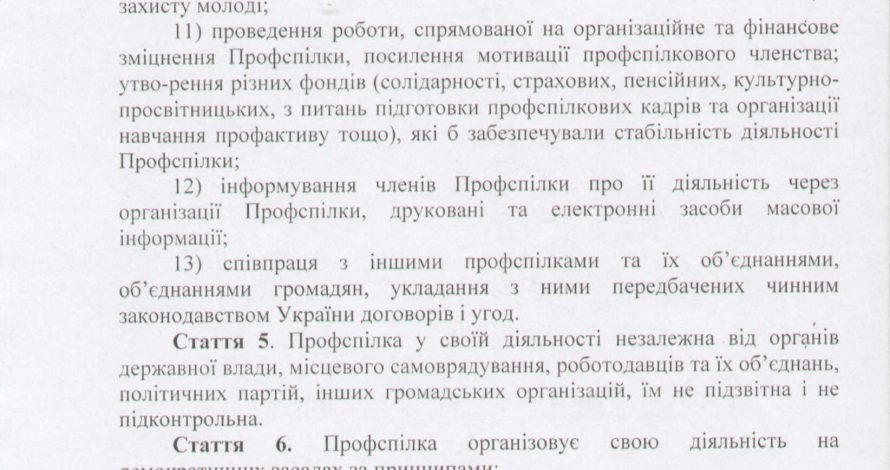 захисту молоді;
11) проведення роботи, спрямованої на організаційне та фінансове
зміцнення Профспілки, посилення мотивації профспілкового членства;
утво-рення різних фондів (солідарності, страхових, пенсійних, культурно-
просвітницьких, з питань підготовки профспілкових кадрів та організації
навчання профактиву тощо), які б забезпечували стабільність діяльності
Профспілки;
12) інформування членів Профспілки про її діяльність через
організації Профспілки, друковані та електронні засоби масової
інформації;
13) співпраця з іншими профспілками та їх об’єднаннями,
об’єднаннями громадян, укладання з ними передбачених чинним
законодавством України договорів і угод.
Стаття 5. Профспілка у своїй діяльності незалежна від органів
державної влади, місцевого самоврядування, роботодавців та їх об’єднань,
політичних партій, інших громадських організацій, їм не підзвітна і не
підконтрольна.
Стаття 6. Профспілка організовує свою діяльність на
демократичних засадах за принципами: